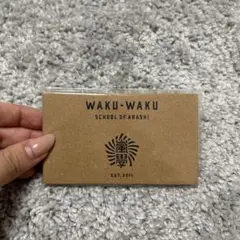 WAKU-WAKU
SCHOOL OF ARASHI
EST. 2011